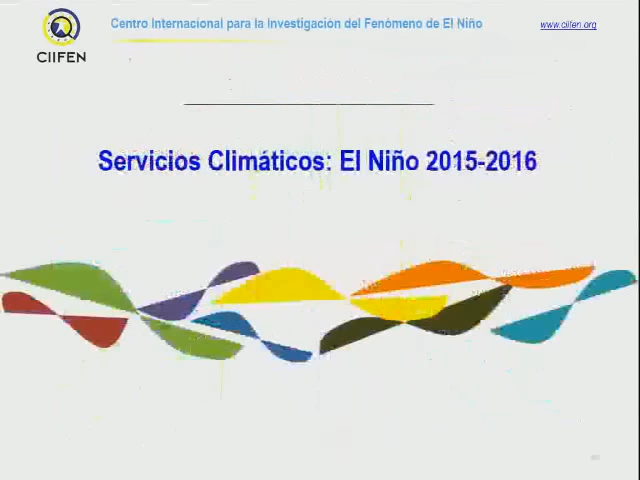 Centro Internacional para la Investigación del Fenómeno de El Niño
www.ciifen.org
CIIFEN
Servicios Climáticos: El Niño 2015-2016